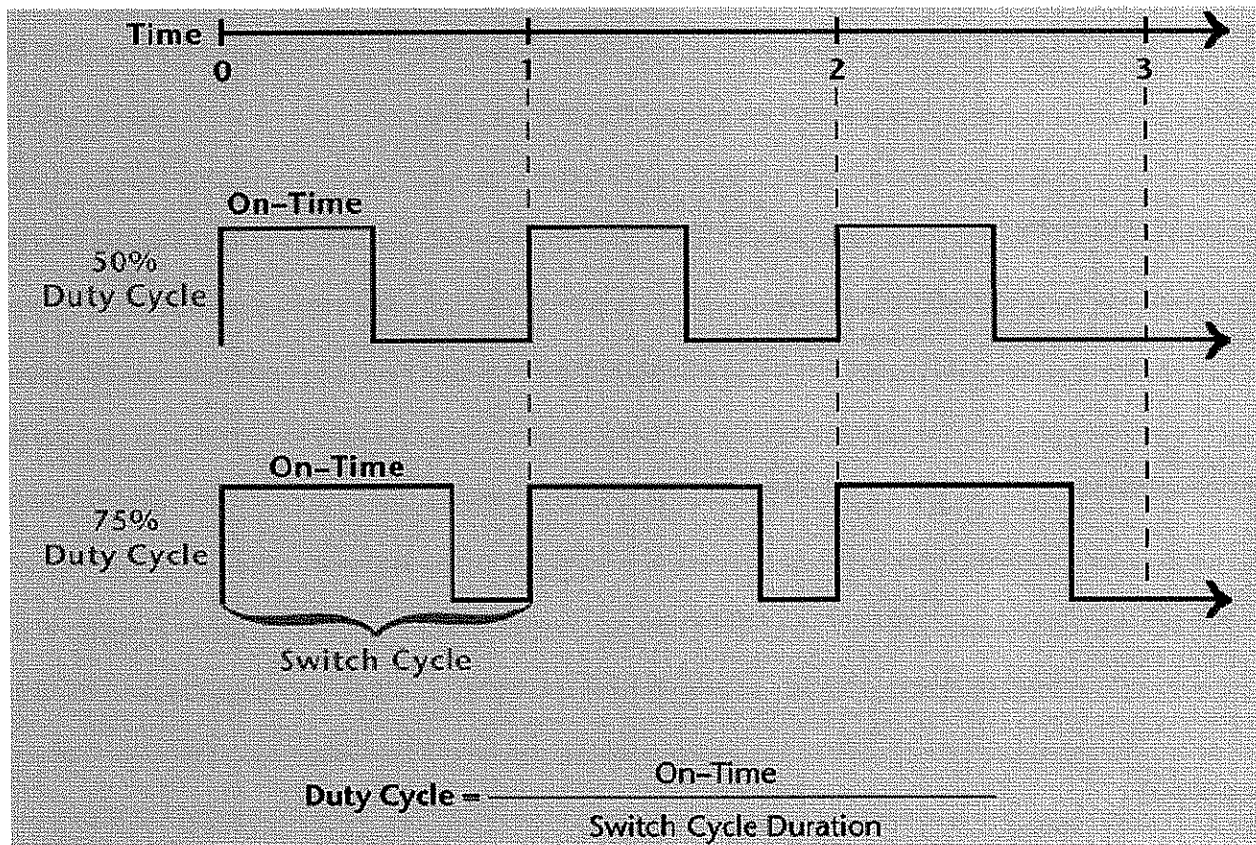 Time
0 1 2 3
On-Time
50%
Duty Cycle
On-Time
75%
Duty Cycle
Switch Cycle
Duty Cycle = On-Time
Switch Cycle Duration